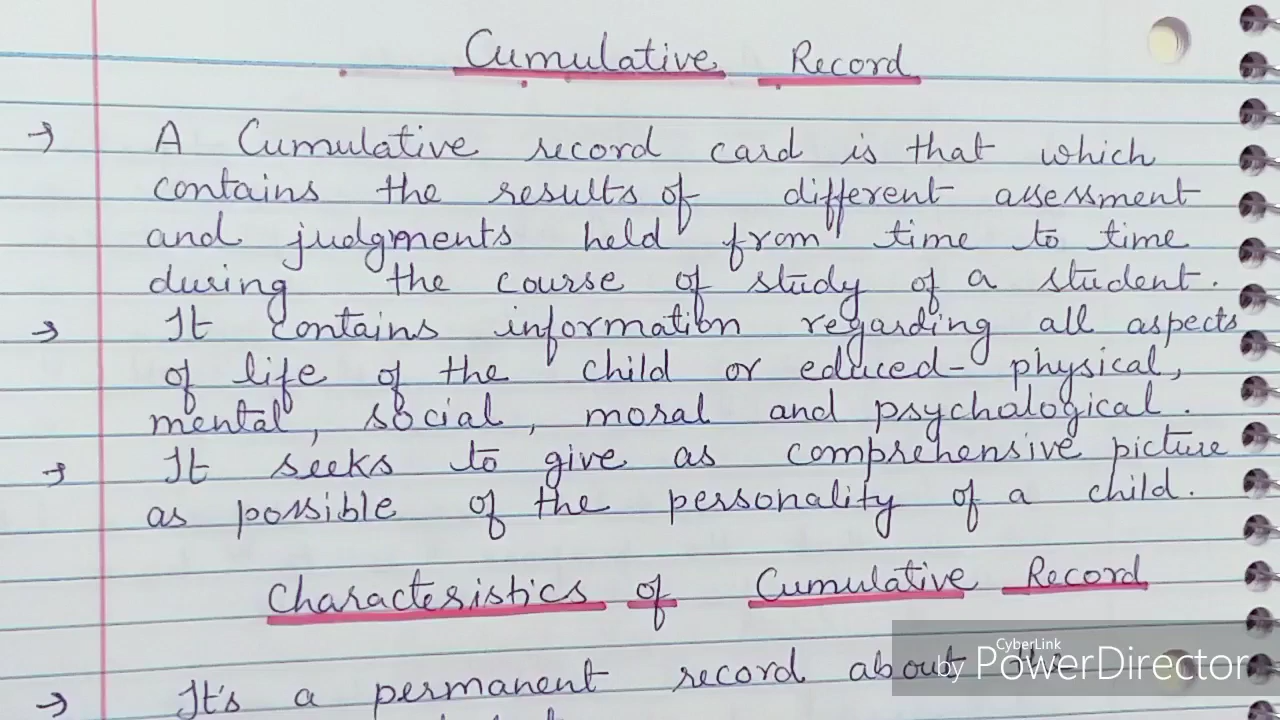 Cumulative Record
→ A Cumulative record card is that which
contains the results of different assessment
and judgments held from time to time
during the course of study of a student.
→ It contains information regarding all aspects
of life of the child or educed- physical,
mental, social, moral and psychological.
→ It seeks to give as comprehensive picture
as possible of the personality of a child.
Characteristics of Cumulative Record
→ It's a permanent record about the
CyberLink
by PowerDirector